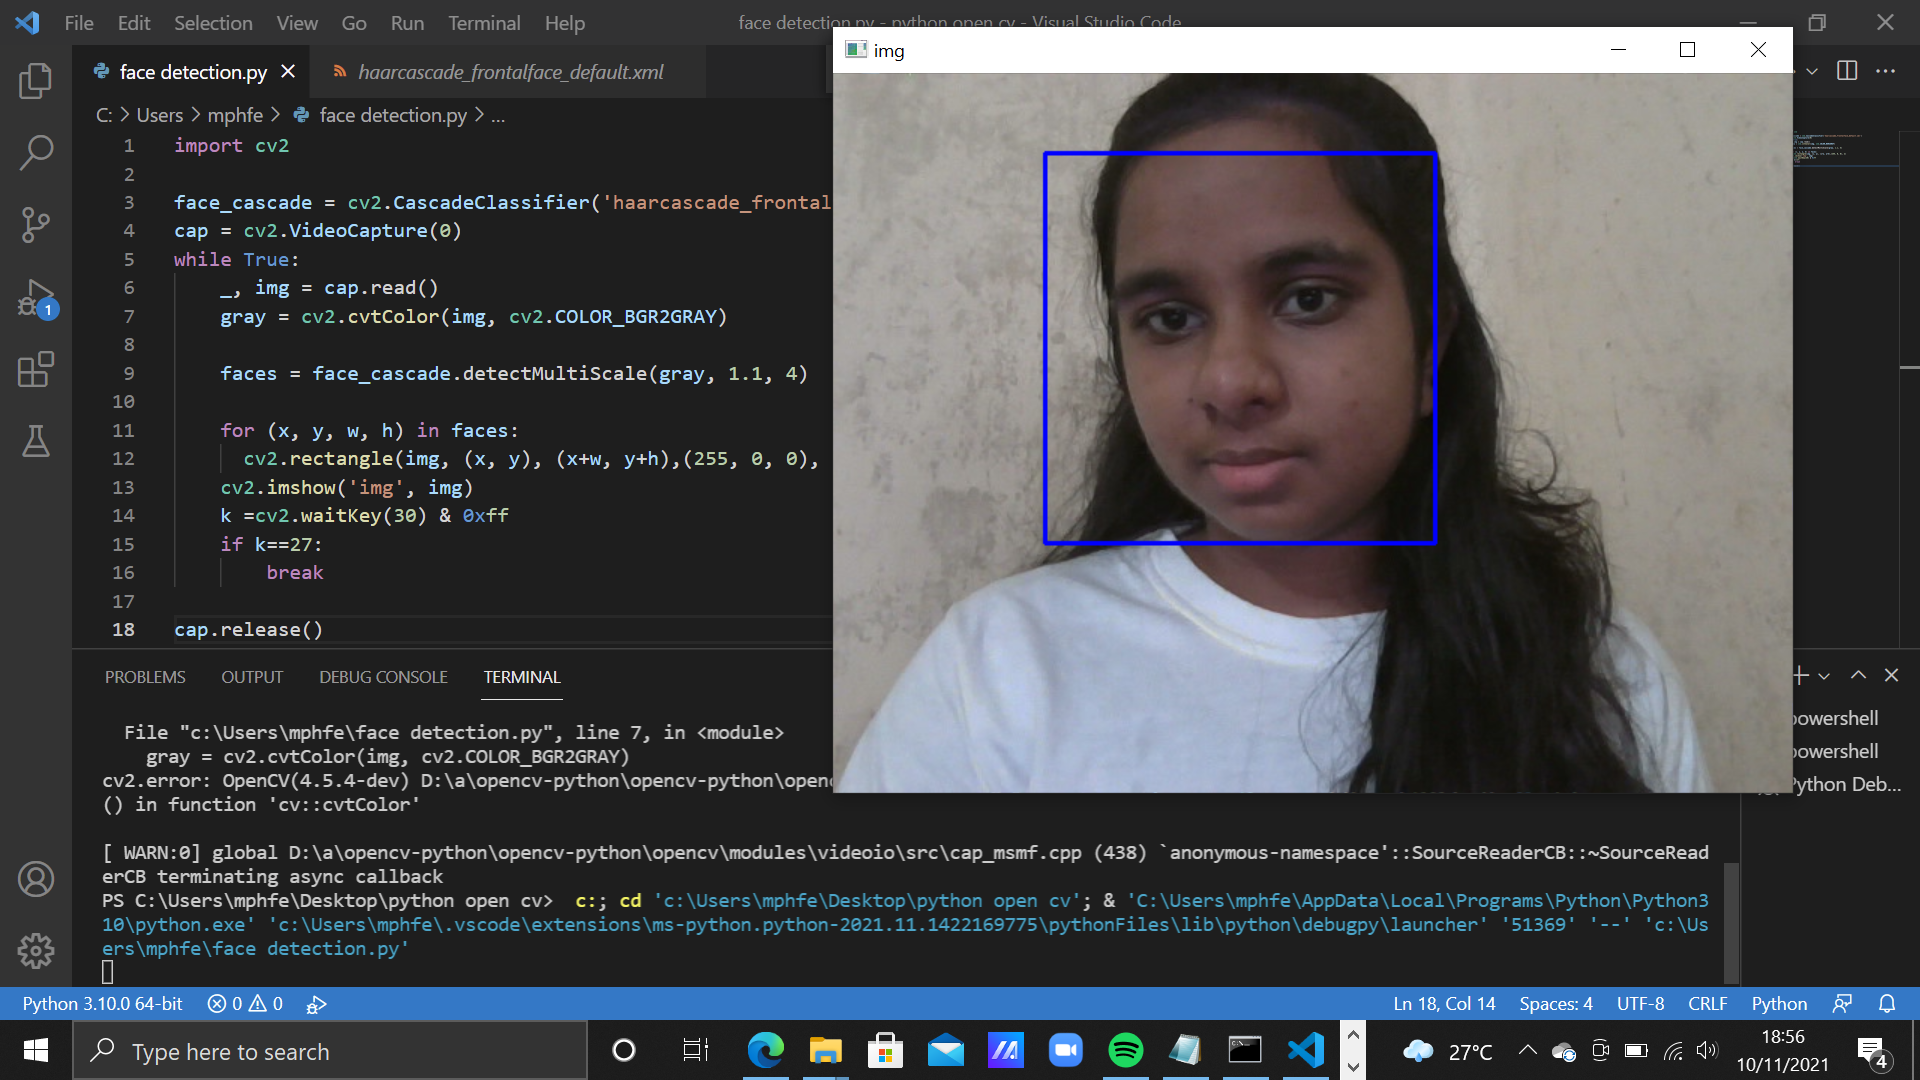 File Edit Selection View Go Run Terminal Help
face detection.py - python open cv - Visual Studio Code
img
face detection.py
haarcascade_frontalface_default.xml
C: > Users > mphfe > face detection.py > ...
1 import cv2
2
3 face_cascade = cv2.CascadeClassifier('haarcascade_frontal
4 cap = cv2.VideoCapture(0)
5 while True:
6 _, img = cap.read()
7 gray = cv2.cvtColor(img, cv2.COLOR_BGR2GRAY)
8
9 faces = face_cascade.detectMultiScale(gray, 1.1, 4)
10
11 for (x, y, w, h) in faces:
12 cv2.rectangle(img, (x, y), (x+w, y+h),(255, 0, 0),
13 cv2.imshow('img', img)
14 k =cv2.waitKey(30) & 0xff
15 if k==27:
16 break
17
18 cap.release()
1
PROBLEMS OUTPUT DEBUG CONSOLE TERMINAL
File "c:\Users\mphfe\face detection.py", line 7, in <module>
gray = cv2.cvtColor(img, cv2.COLOR_BGR2GRAY)
cv2.error: OpenCV(4.5.4-dev) D:\a\opencv-python\opencv-python\openc
() in function 'cv::cvtColor'
[ WARN:0] global D:\a\opencv-python\opencv-python\opencv\modules\videoio\src\cap_msmf.cpp (438) `anonymous-namespace'::SourceReaderCB::~SourceRead
erCB terminating async callback
PS C:\Users\mphfe\Desktop\python open cv> c:; cd 'c:\Users\mphfe\Desktop\python open cv'; & 'C:\Users\mphfe\AppData\Local\Programs\Python\Python3
10\python.exe' 'c:\Users\mphfe\.vscode\extensions\ms-python.python-2021.11.1422169775\pythonFiles\lib\python\debugpy\launcher' '51369' '--' 'c:\Us
ers\mphfe\face detection.py'
powershell
powershell
Python Deb...
Python 3.10.0 64-bit 0 0
Ln 18, Col 14 Spaces: 4 UTF-8 CRLF Python
Type here to search
27°C
18:56
10/11/2021
4